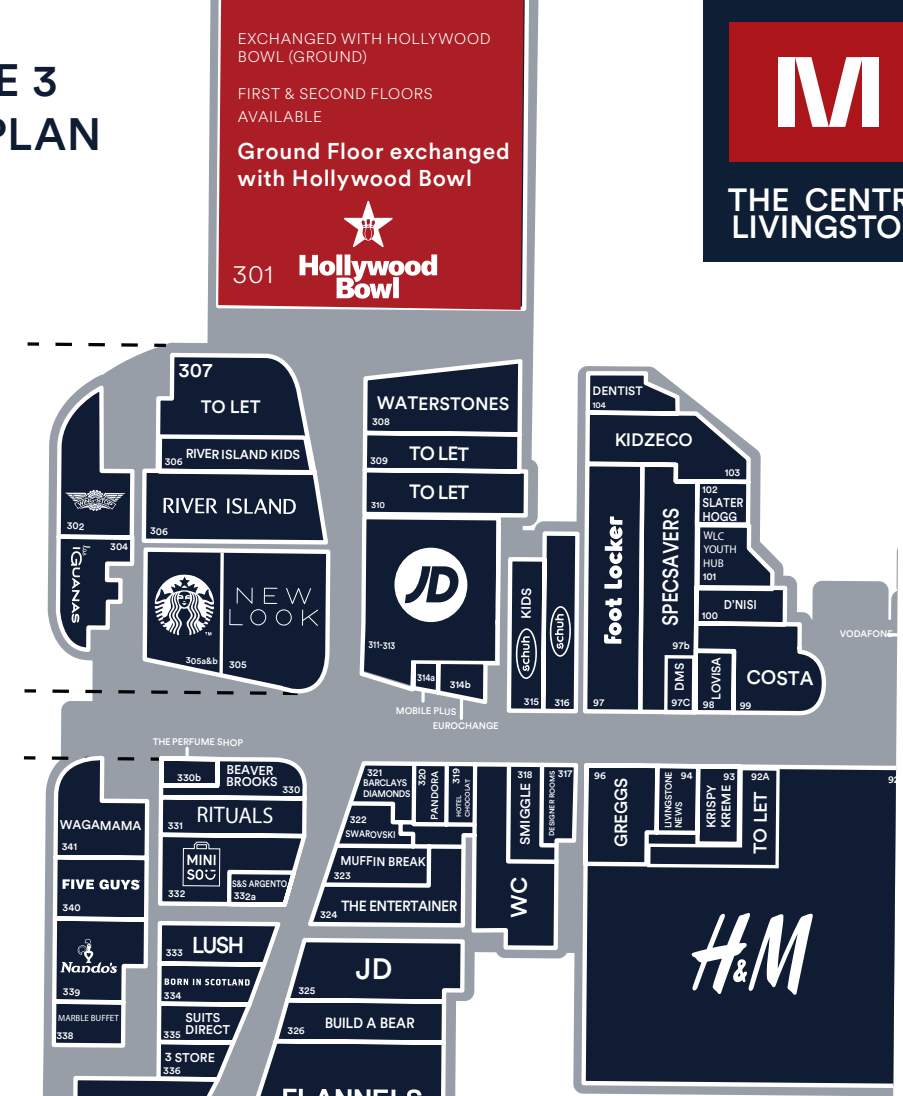 E 3
PLAN
EXCHANGED WITH HOLLYWOOD
BOWL (GROUND)
FIRST & SECOND FLOORS
AVAILABLE
Ground Floor exchanged
with Hollywood Bowl
301
Hollywood
Bowl
M
THE CENTR
LIVINGSTO
307
TO LET
306
RIVER ISLAND KIDS
RIVER ISLAND
306
302
304
las
iGUANAS
TM
305a&b
NEW
LOOK
305
WATERSTONES
308
309
TO LET
TO LET
310
JD
311-313
314a
314b
MOBILE PLUS
EUROCHANGE
schuh KIDS
315
schuh
316
DENTIST
104
KIDZECO
103
Foot Locker
97
SPECSAVERS
97b
102
SLATER
HOGG
WLC
YOUTH
HUB
101
D'NISI
100
DMS
97C
LOVISA
98
COSTA
99
VODAFONE
THE PERFUME SHOP
330b
BEAVER
BROOKS
330
331
RITUALS
MINI
SO
332
S&S ARGENTO
332a
WAGAMAMA
341
FIVE GUYS
340
Nando's
339
MARBLE BUFFET
338
333
LUSH
BORN IN SCOTLAND
334
SUITS
DIRECT
335
3 STORE
336
321
BARCLAYS
DIAMONDS
320
PANDORA
319
HOTEL
CHOCOLAT
322
SWAROVSKI
MUFFIN BREAK
323
THE ENTERTAINER
324
318
SMIGGLE
317
DESIGNER ROOMS
WC
JD
325
326
BUILD A BEAR
FLANNELS
96
GREGGS
94
LIVINGSTONE
NEWS
93
KRISPY
KREME
92A
TO LET
92
H&M